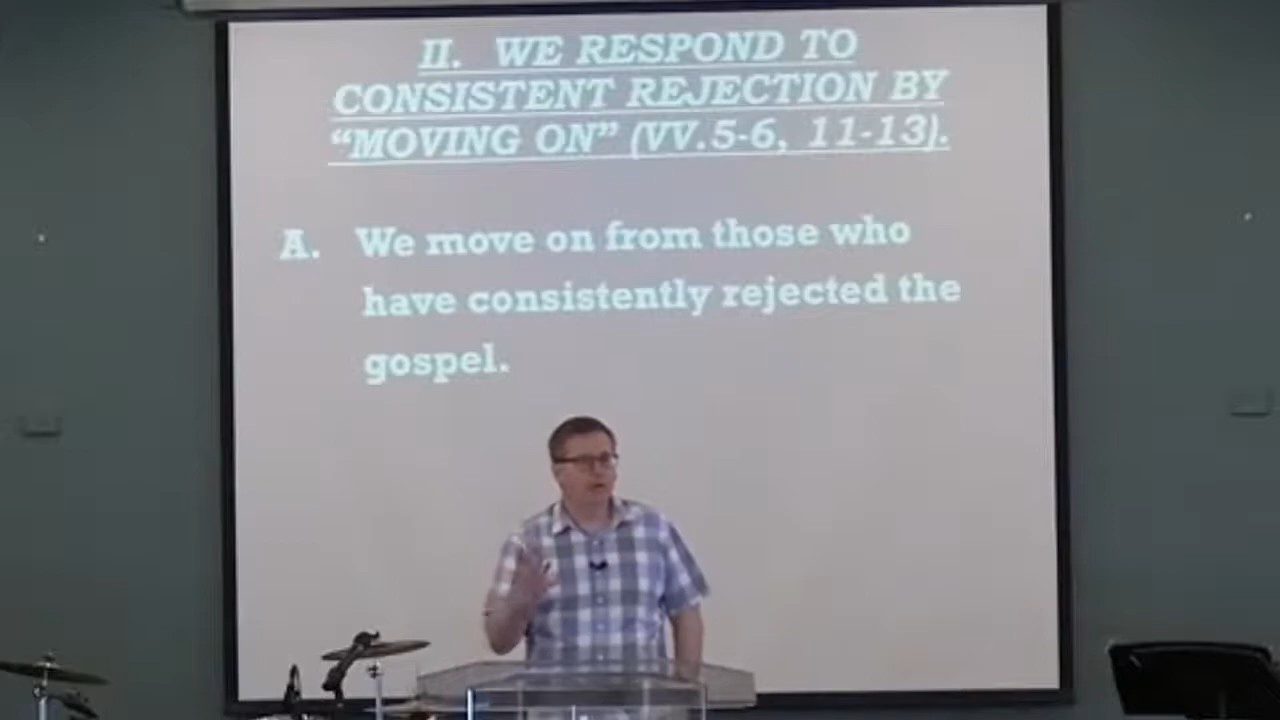 II. WE RESPOND TO
CONSISTENT REJECTION BY
“MOVING ON” (VV.5-6, 11-13).
A. We move on from those who
have consistently rejected the
gospel.